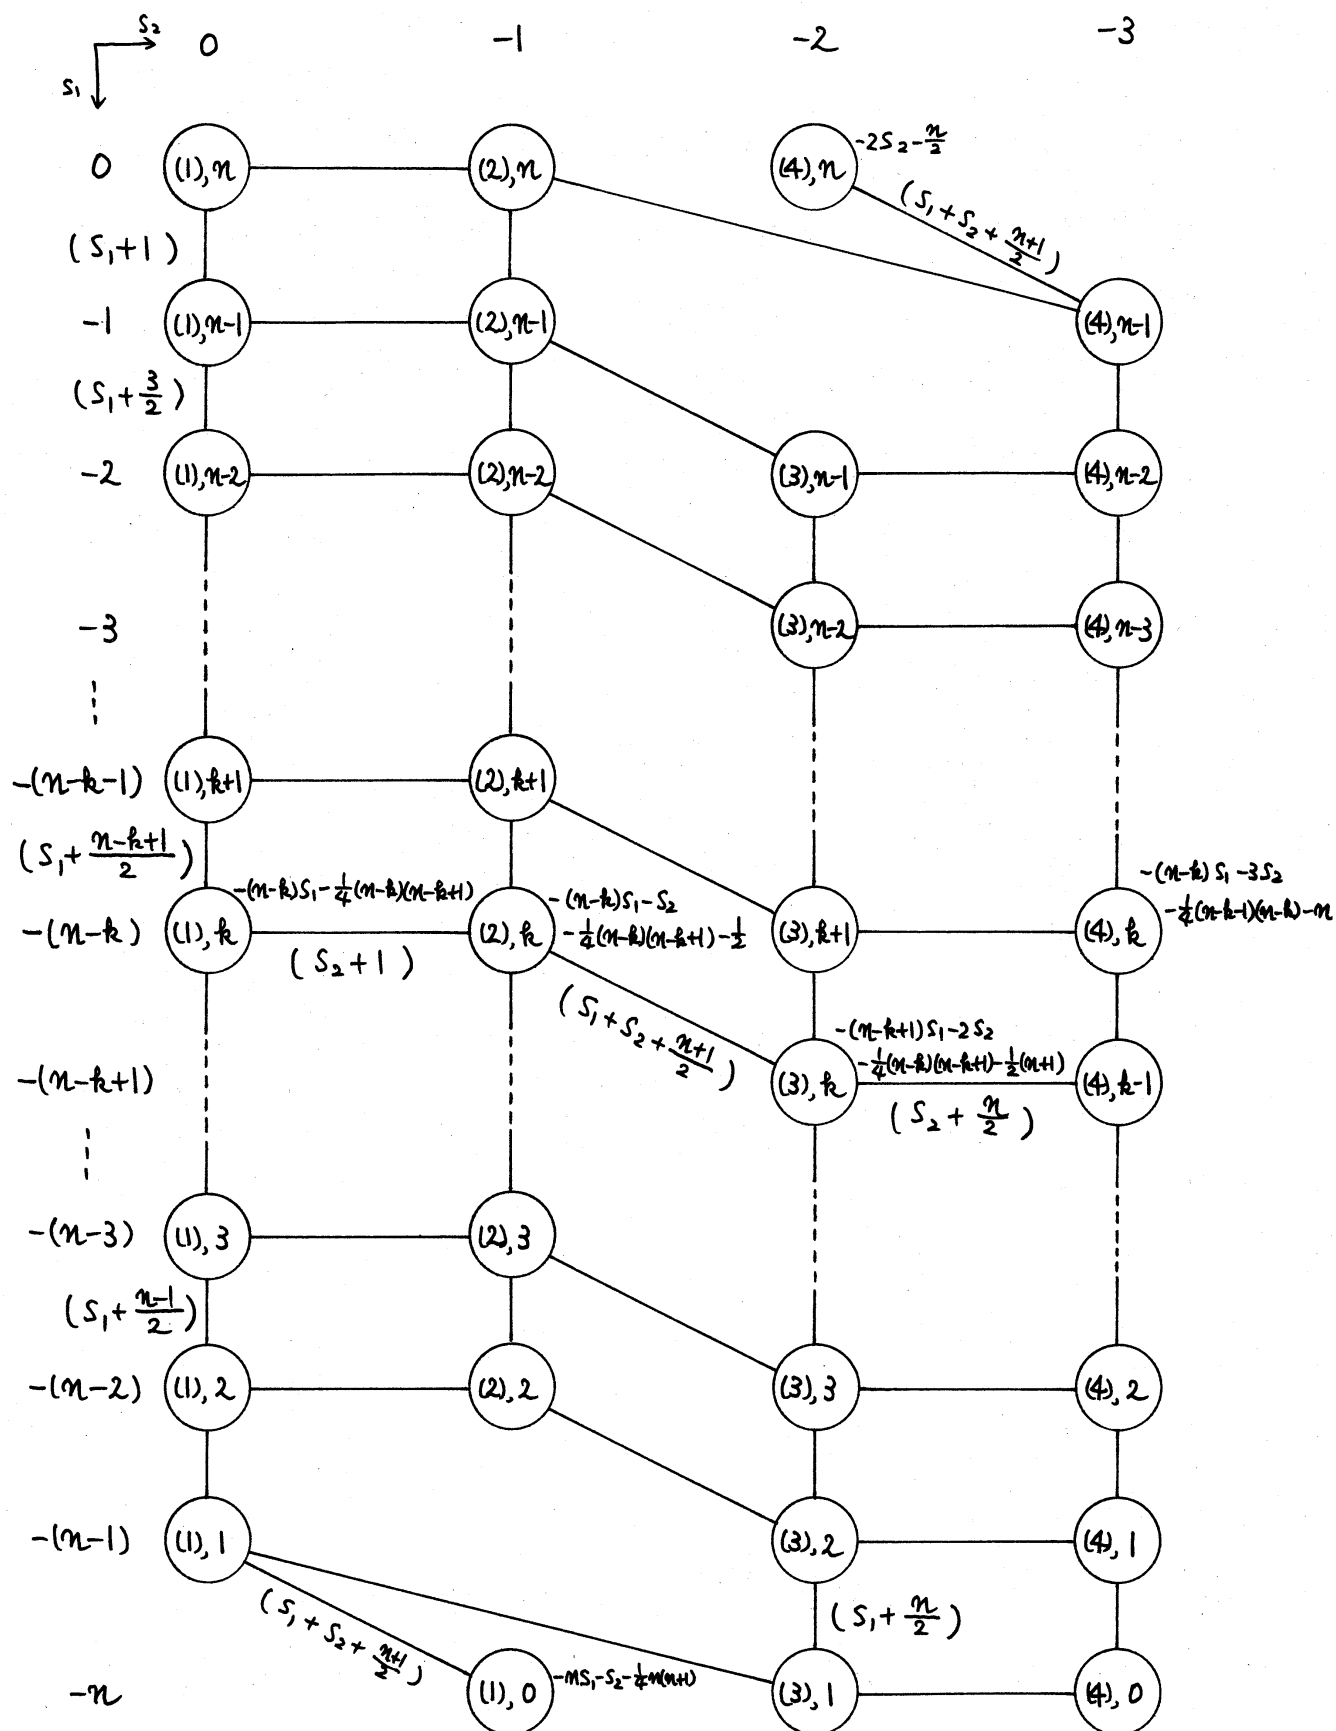 S₂ 0 -1 -2 -3
S₁
0 (1),n (2),n (4),n -2S₂-n/2
(S₁+S₂+(n+1)/2)
(S₁+1)
-1 (1),n-1 (2),n-1 (4),n-1
(S₁+3/2)
-2 (1),n-2 (2),n-2 (3),n-1 (4),n-2
-3 (3),n-2 (4),n-3
-(n-k-1) (1),k+1 (2),k+1
(S₁+(n-k+1)/2)
-(n-k)S₁-1/4(n-k)(n-k+1)
-(n-k)S₁-S₂
-1/4(n-k)(n-k+1)-1/2
-(n-k)S₁-3S₂
-1/4(n-k-1)(n-k)-n
-(n-k) (1),k (2),k (3),k+1 (4),k
(S₂+1)
(S₁+S₂+(n+1)/2)
-(n-k+1)S₁-2S₂
-1/4(n-k)(n-k+1)-1/2(n+1)
-(n-k+1) (3),k (4),k-1
(S₂+n/2)
-(n-3) (1),3 (2),3
(S₁+(n-1)/2)
-(n-2) (1),2 (2),2 (3),3 (4),2
-(n-1) (1),1 (3),2 (4),1
(S₁+S₂+(n+1)/2)
(S₁+n/2)
-n (1),0 -nS₁-S₂-1/4n(n+1) (3),1 (4),0